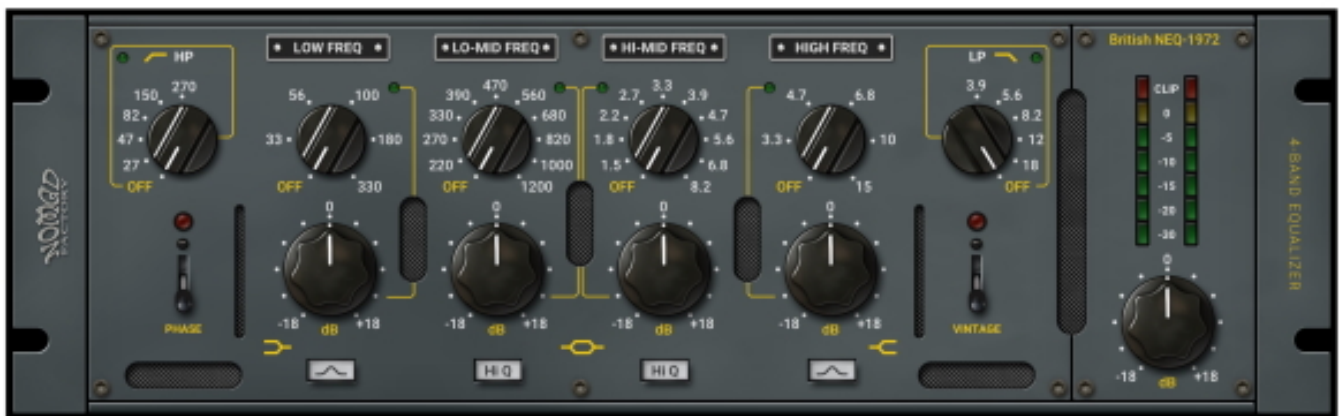 British NEQ-1972
HP
LOW FREQ
LO-MID FREQ
HI-MID FREQ
HIGH FREQ
LP
27 47 82 150 270
OFF
33 56 100 180 330
OFF
220 270 330 390 470 560 680 820 1000 1200
OFF
1.5 1.8 2.2 2.7 3.3 3.9 4.7 5.6 6.8 8.2
OFF
3.3 4.7 6.8 10 15
OFF
3.9 5.6 8.2 12 18
OFF
CLIP
0
-5
-10
-15
-20
-30
NOMAD
FACTORY
4-BAND EQUALIZER
PHASE
0
-18 dB +18
0
-18 dB +18
0
-18 dB +18
0
-18 dB +18
VINTAGE
0
-18 dB +18
Hi Q
Hi Q